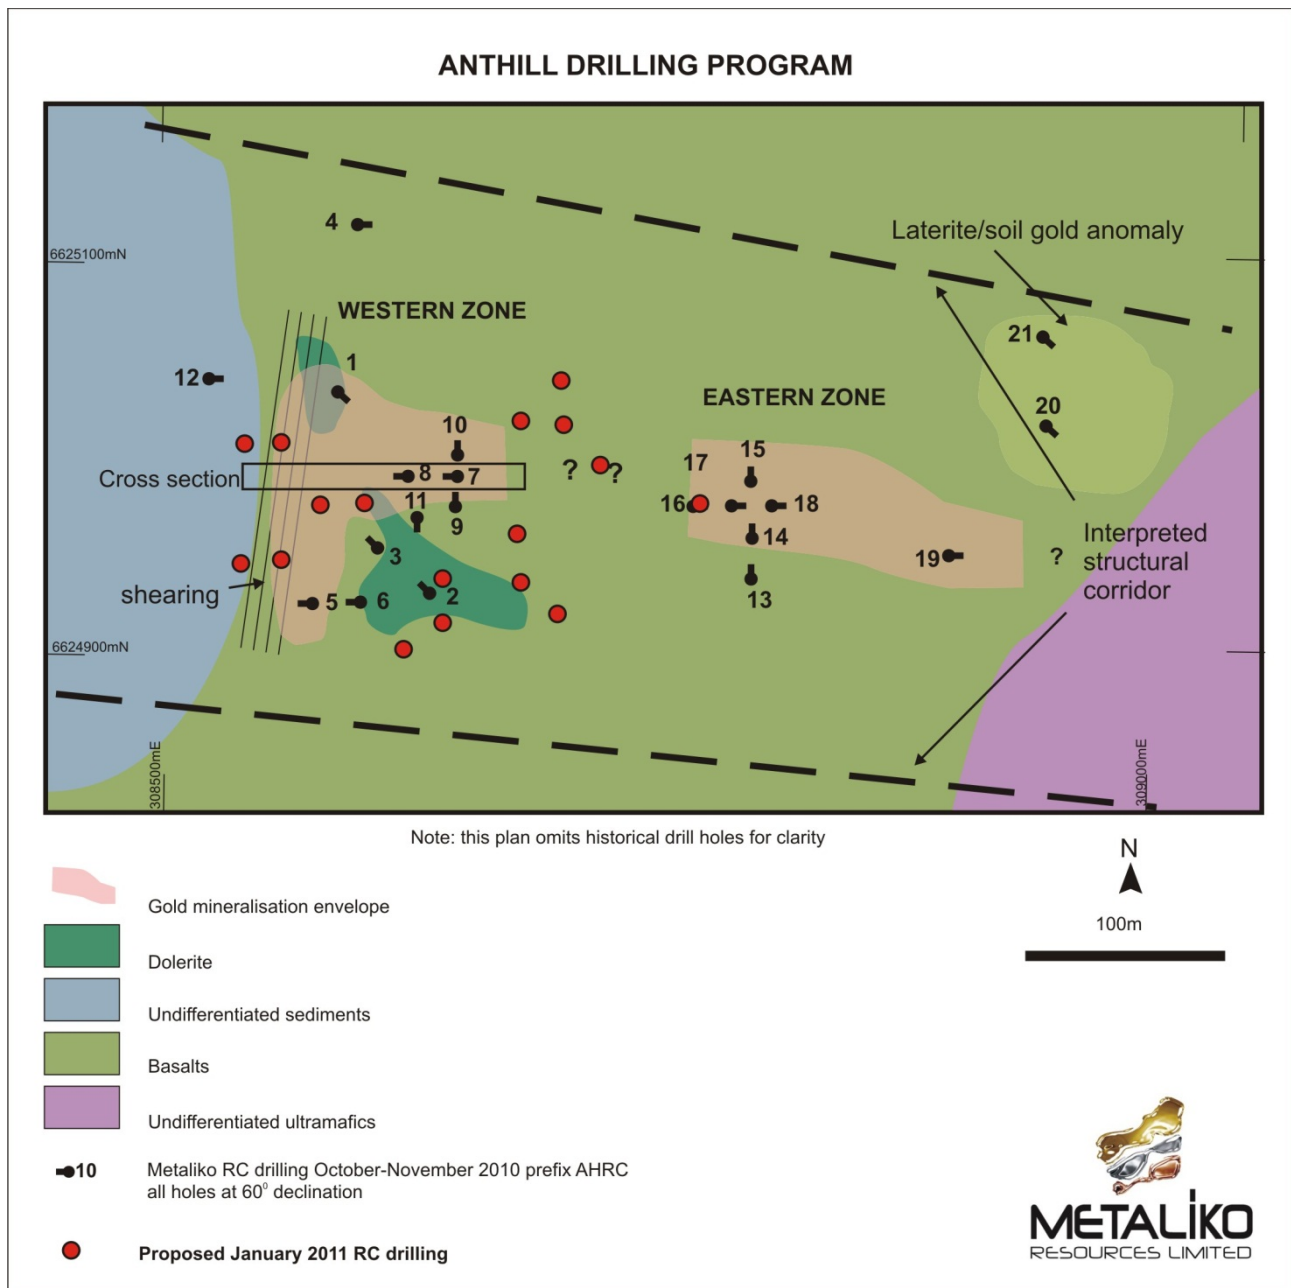 ANTHILL DRILLING PROGRAM
4
Laterite/soil gold anomaly
6625100mN
WESTERN ZONE
21
12
1
EASTERN ZONE
20
10
15
17
Cross section
8
7
?
?
11
16
18
9
14
3
19
?
Interpreted
structural
corridor
shearing
5
6
2
13
6624900mN
308500mE
309000mE
Note: this plan omits historical drill holes for clarity
N
100m
Gold mineralisation envelope
Dolerite
Undifferentiated sediments
Basalts
Undifferentiated ultramafics
10
Metaliko RC drilling October-November 2010 prefix AHRC
all holes at 60⁰ declination
Proposed January 2011 RC drilling
METALIKO
RESOURCES LIMITED